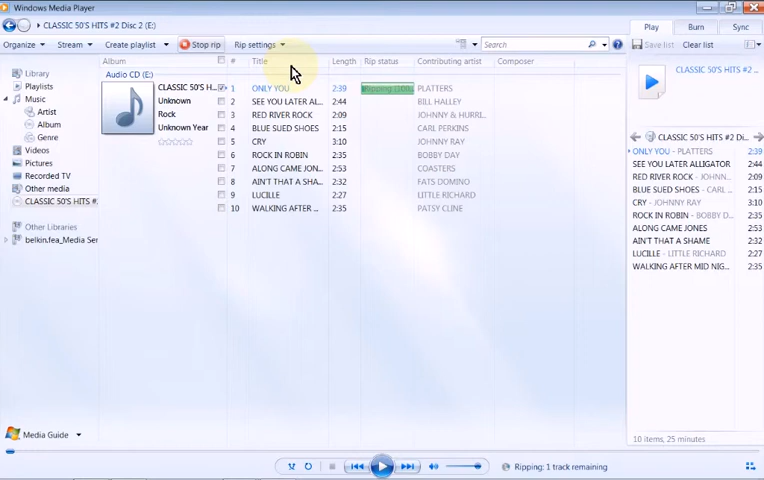 Windows Media Player
CLASSIC 50'S HITS #2 Disc 2 (E:)
Organize Stream Create playlist Stop rip Rip settings Search
Play Burn Sync
Save list Clear list
Album # Title Length Rip status Contributing artist Composer
Library
Playlists
Music
Artist
Album
Genre
Videos
Pictures
Recorded TV
Other media
CLASSIC 50'S HITS #2
Other Libraries
belkin.fea_Media Ser
Media Guide
Audio CD (E:)
CLASSIC 50'S H...
Unknown
Rock
Unknown Year
1 ONLY YOU 2:39 Ripping PLATTERS
2 SEE YOU LATER AL... 2:44 BILL HALLEY
3 RED RIVER ROCK 2:14 JOHNNY & HURRI...
4 BLUE SUED SHOES 2:15 CARL PERKINS
5 CRY 3:10 JOHNNY RAY
6 ROCK IN ROBIN 2:35 BOBBY DAY
7 ALONG CAME JON... 2:53 COASTERS
8 AIN'T THAT A SHA... 2:32 FATS DOMINO
9 LUCILLE 2:27 LITTLE RICHARD
10 WALKING AFTER ... 2:35 PATSY CLINE
CLASSIC 50'S HITS #2 ...
CLASSIC 50'S HITS #2 Di...
ONLY YOU - PLATTERS 2:39
SEE YOU LATER ALLIGATOR 2:44
RED RIVER ROCK - JOHN... 2:14
BLUE SUED SHOES - CARL ... 2:15
CRY - JOHNNY RAY 3:10
ROCK IN ROBIN - BOBBY D... 2:35
ALONG CAME JONES 2:53
AIN'T THAT A SHAME 2:32
LUCILLE - LITTLE RICHARD 2:27
WALKING AFTER MID NIG... 2:35
10 items, 25 minutes
Ripping: 1 track remaining